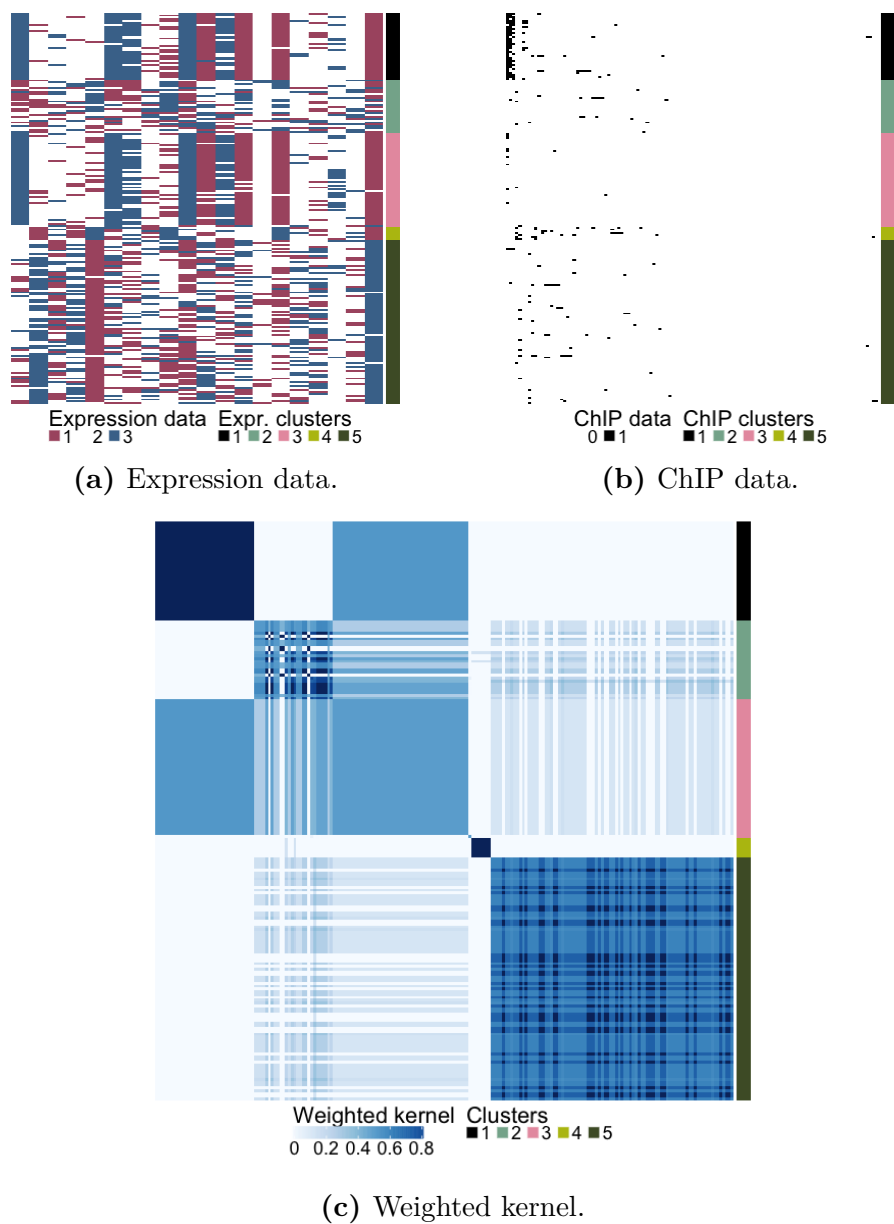 Expression data Expr. clusters
1 2 3 1 2 3 4 5
(a) Expression data.
ChIP data ChIP clusters
0 1 1 2 3 4 5
(b) ChIP data.
Weighted kernel Clusters
0 0.2 0.4 0.6 0.8 1 2 3 4 5
(c) Weighted kernel.